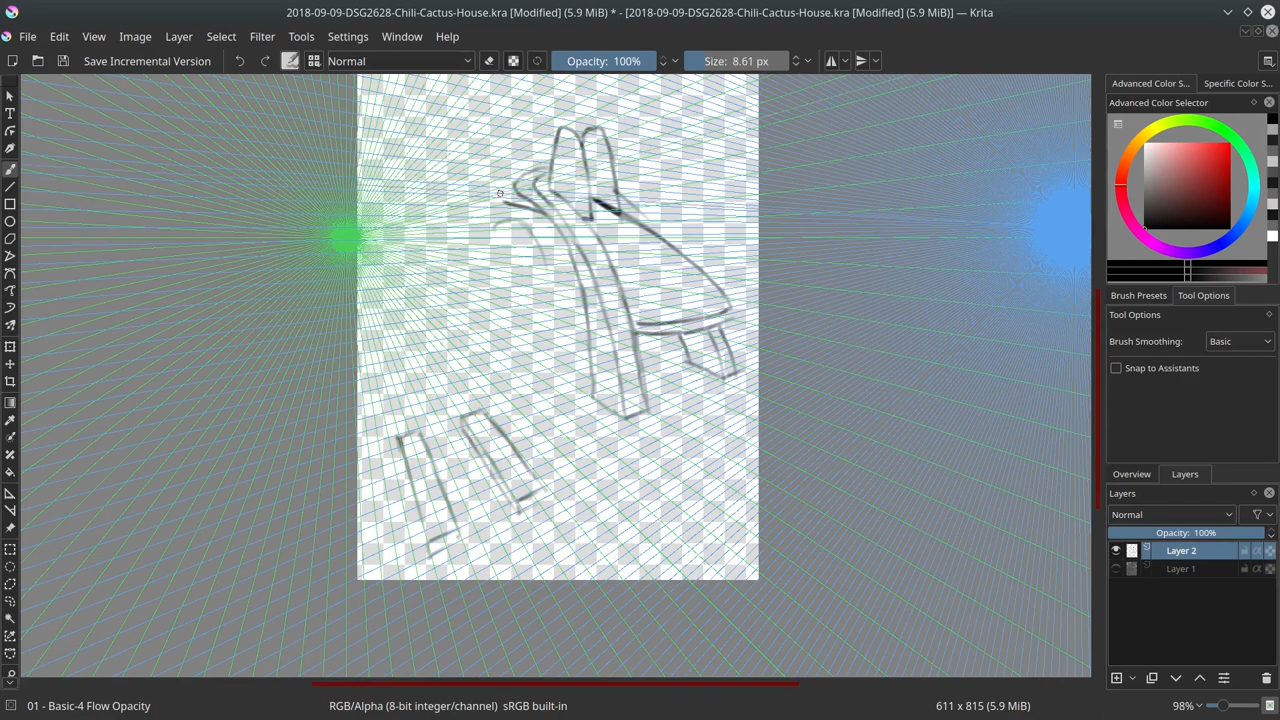 2018-09-09-DSG2628-Chili-Cactus-House.kra [Modified] (5.9 MiB) * - [2018-09-09-DSG2628-Chili-Cactus-House.kra [Modified] (5.9 MiB)] — Krita
File Edit View Image Layer Select Filter Tools Settings Window Help
Save Incremental Version Normal Opacity: 100% Size: 8.61 px
Advanced Color S... Specific Color S...
Advanced Color Selector
Brush Presets Tool Options
Tool Options
Brush Smoothing: Basic
Snap to Assistants
Overview Layers
Layers
Normal
Opacity: 100%
Layer 2
Layer 1
01 - Basic-4 Flow Opacity RGB/Alpha (8-bit integer/channel) sRGB built-in 611 x 815 (5.9 MiB) 98%